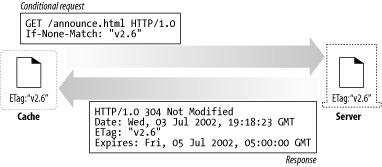 Conditional request
GET /announce.html HTTP/1.0
If-None-Match: "v2.6"
ETag:"v2.6"
Cache
ETag:"v2.6"
Server
HTTP/1.0 304 Not Modified
Date: Wed, 03 Jul 2002, 19:18:23 GMT
ETag: "v2.6"
Expires: Fri, 05 Jul 2002, 05:00:00 GMT
Response